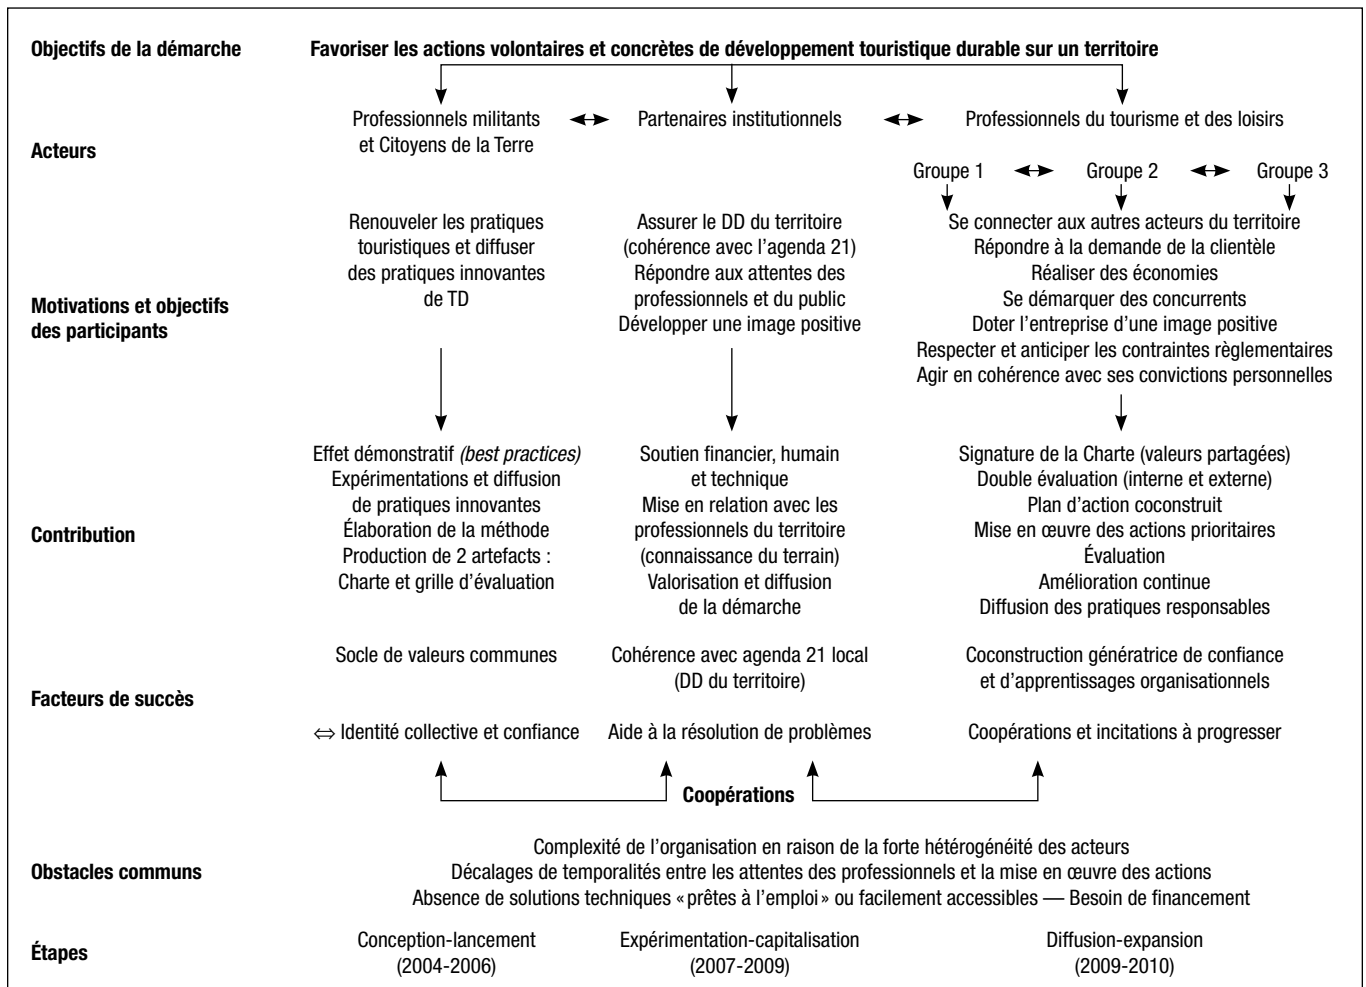 Objectifs de la démarche
Favoriser les actions volontaires et concrètes de développement touristique durable sur un territoire
Acteurs
Professionnels militants
et Citoyens de la Terre
Partenaires institutionnels
Professionnels du tourisme et des loisirs
Groupe 1
Groupe 2
Groupe 3
Motivations et objectifs
des participants
Renouveler les pratiques
touristiques et diffuser
des pratiques innovantes
de TD
Assurer le DD du territoire
(cohérence avec l'agenda 21)
Répondre aux attentes des
professionnels et du public
Développer une image positive
Se connecter aux autres acteurs du territoire
Répondre à la demande de la clientèle
Réaliser des économies
Se démarquer des concurrents
Doter l'entreprise d'une image positive
Respecter et anticiper les contraintes règlementaires
Agir en cohérence avec ses convictions personnelles
Contribution
Effet démonstratif (best practices)
Expérimentations et diffusion
de pratiques innovantes
Élaboration de la méthode
Production de 2 artefacts :
Charte et grille d'évaluation
Soutien financier, humain
et technique
Mise en relation avec les
professionnels du territoire
(connaissance du terrain)
Valorisation et diffusion
de la démarche
Signature de la Charte (valeurs partagées)
Double évaluation (interne et externe)
Plan d'action coconstruit
Mise en œuvre des actions prioritaires
Évaluation
Amélioration continue
Diffusion des pratiques responsables
Facteurs de succès
Socle de valeurs communes
⇔ Identité collective et confiance
Cohérence avec agenda 21 local
(DD du territoire)
Aide à la résolution de problèmes
Coconstruction génératrice de confiance
et d'apprentissages organisationnels
Coopérations et incitations à progresser
Coopérations
Obstacles communs
Complexité de l'organisation en raison de la forte hétérogénéité des acteurs
Décalages de temporalités entre les attentes des professionnels et la mise en œuvre des actions
Absence de solutions techniques « prêtes à l'emploi » ou facilement accessibles — Besoin de financement
Étapes
Conception-lancement
(2004-2006)
Expérimentation-capitalisation
(2007-2009)
Diffusion-expansion
(2009-2010)